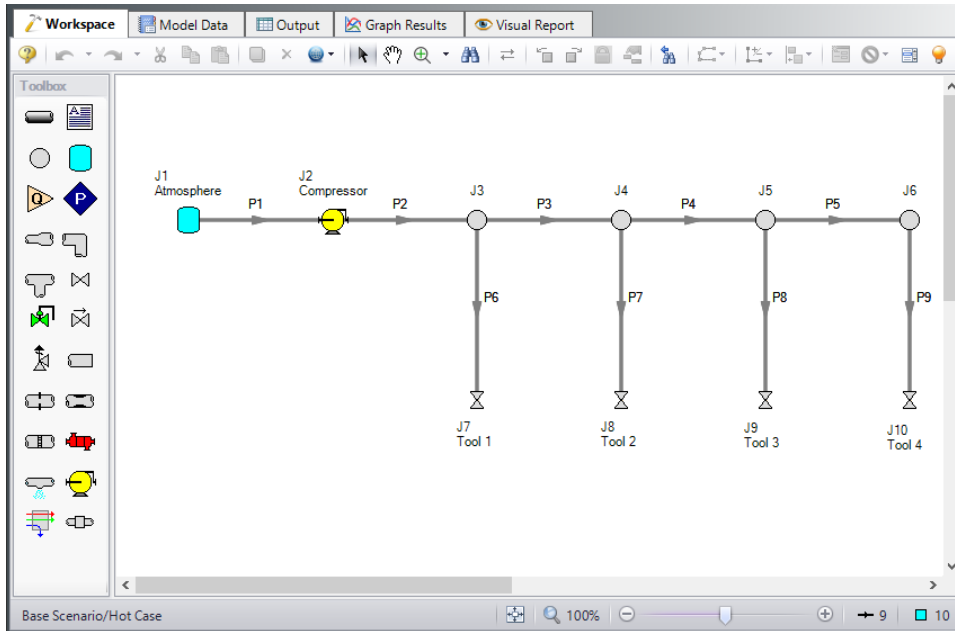 Workspace
Model Data
Output
Graph Results
Visual Report
Toolbox
A
Q
P
J1
Atmosphere
P1
J2
Compressor
P2
J3
P3
J4
P4
J5
P5
J6
P6
P7
P8
P9
J7
Tool 1
J8
Tool 2
J9
Tool 3
J10
Tool 4
Base Scenario/Hot Case
100%
9
10